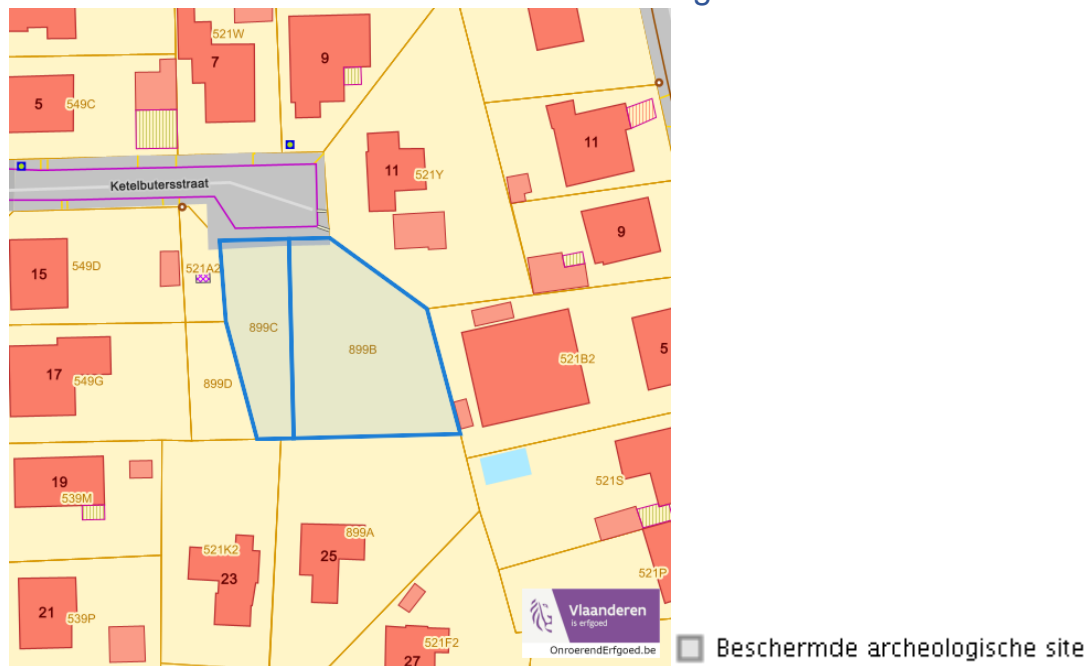 521W
7
9
5
549C
11
521Y
11
Ketelbutersstraat
9
15
549D
521A2
899C
899B
5
521B2
17
549G
899D
19
539M
521S
899A
25
521K2
23
521P
21
539P
Vlaanderen
is erfgoed
OnroerendErfgoed.be
521F2
27
Beschermde archeologische site